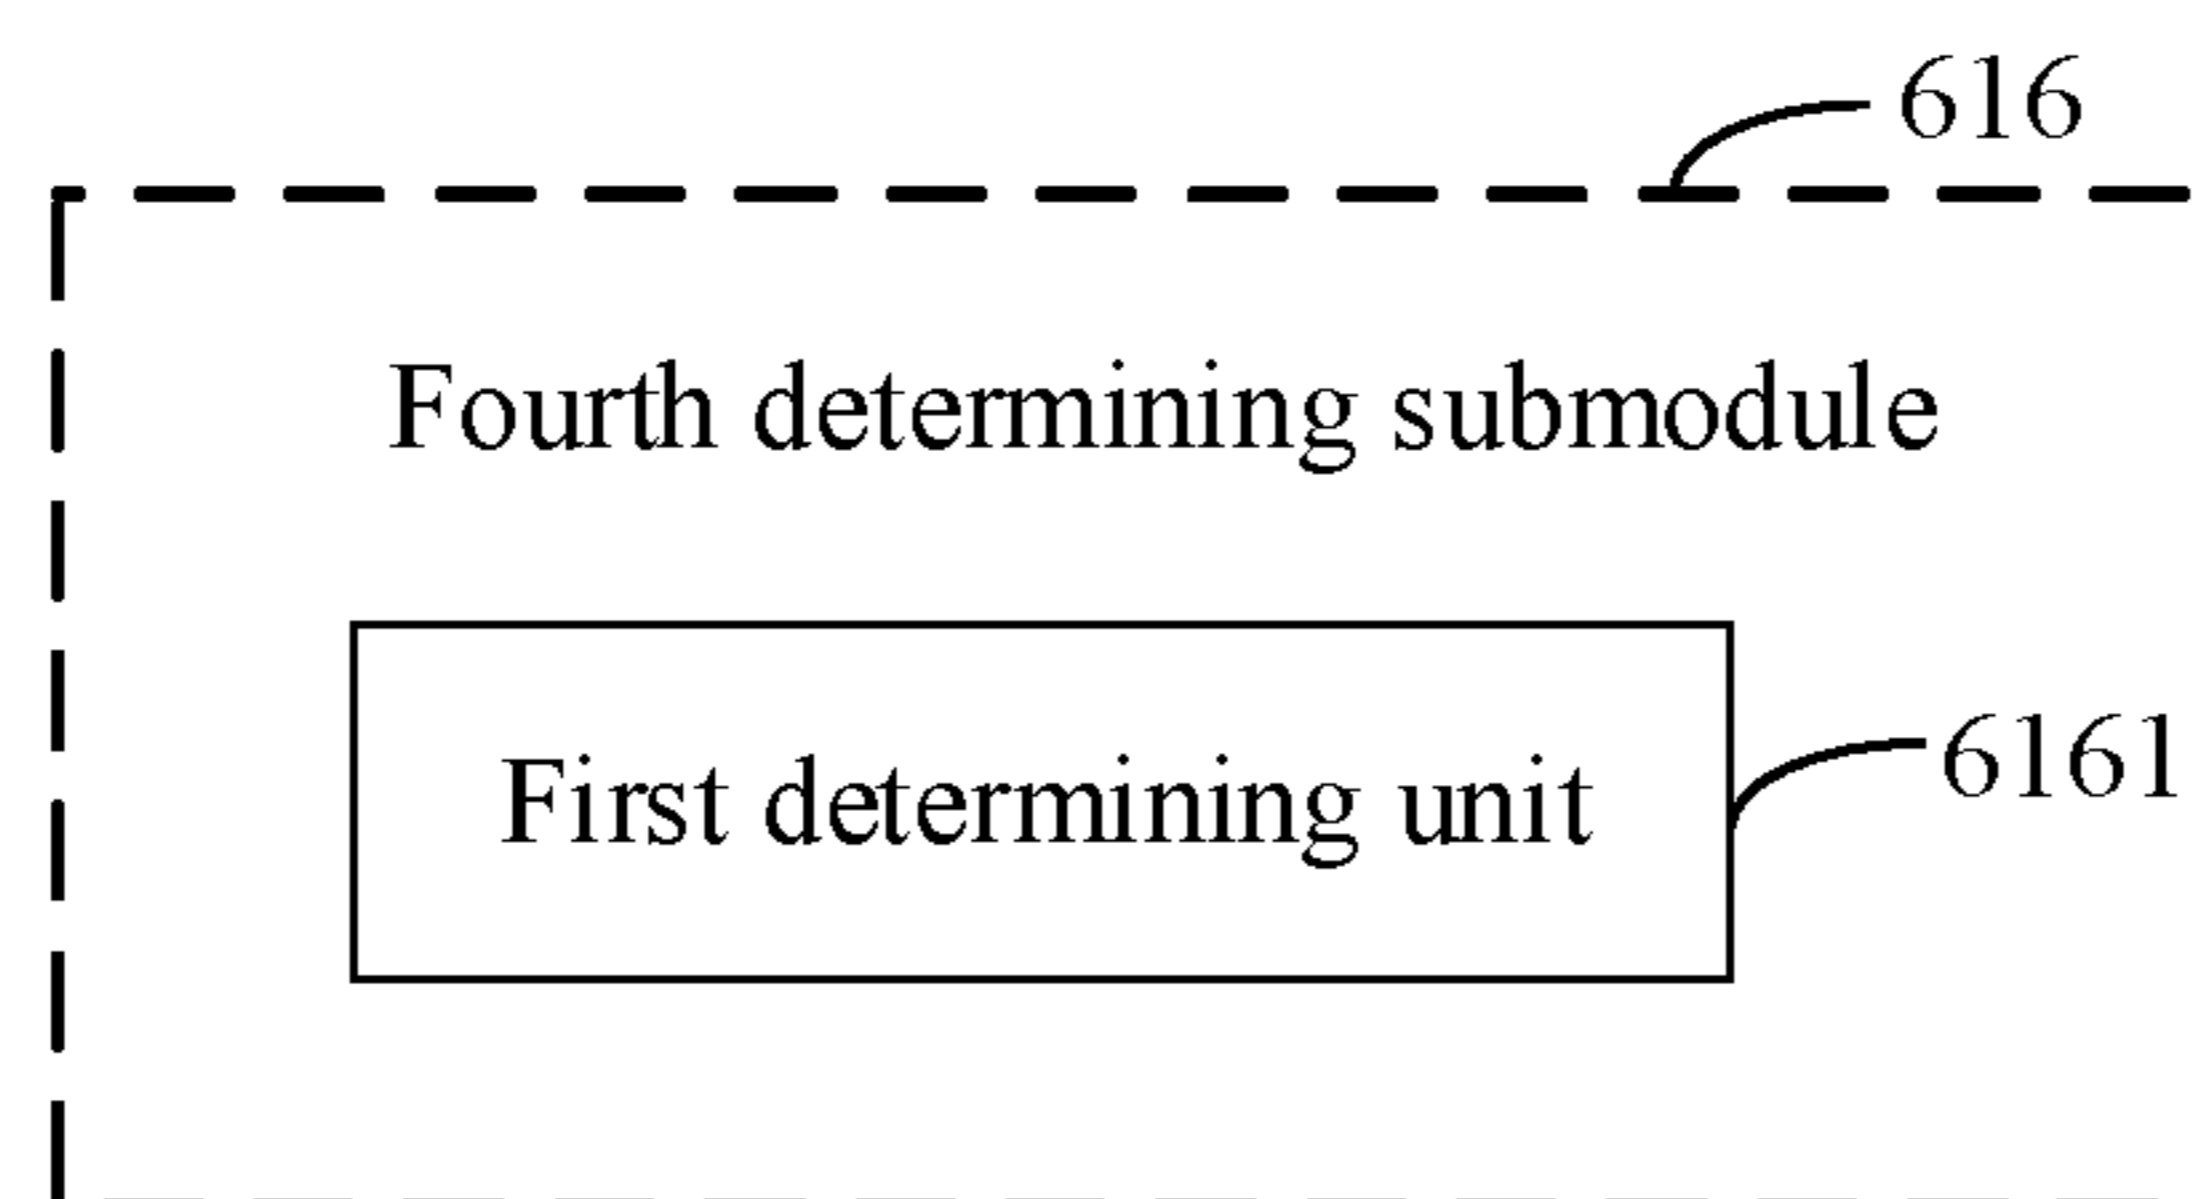 616
Fourth determining submodule
First determining unit
6161